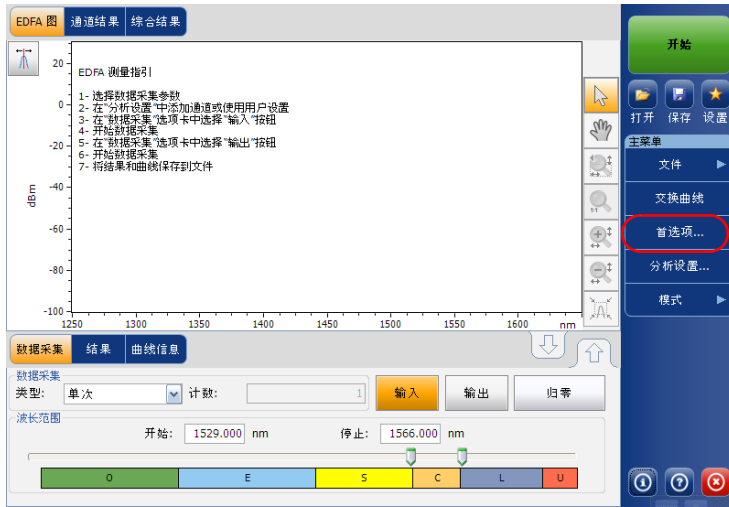 EDFA 图
通道结果
综合结果
EDFA 测量指引
1- 选择数据采集参数
2- 在"分析设置"中添加通道或使用用户设置
3- 在"数据采集"选项卡中选择"输入"按钮
4- 开始数据采集
5- 在"数据采集"选项卡中选择"输出"按钮
6- 开始数据采集
7- 将结果和曲线保存到文件
20
0
-20
-40
-60
-80
-100
dBm
1250 1300 1350 1400 1450 1500 1550 1600 nm
数据采集
结果
曲线信息
数据采集
类型: 单次 计数: 1
输入
输出
归零
波长范围
开始: 1529.000 nm 停止: 1566.000 nm
O E S C L U
开始
打开 保存 设置
主菜单
文件
交换曲线
首选项...
分析设置...
模式